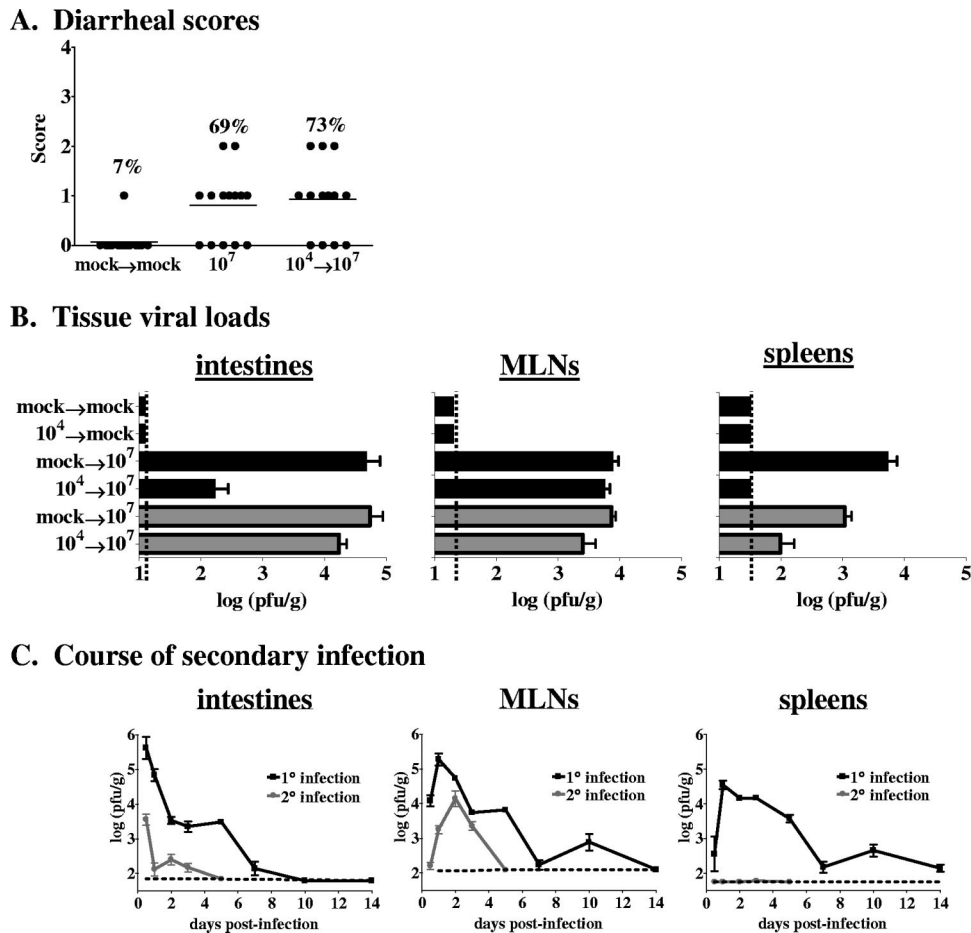 A. Diarrheal scores
4
3
2
1
0
Score
7%
69%
73%
mock→mock
10⁷
10⁴→10⁷
B. Tissue viral loads
intestines
MLNs
spleens
mock→mock
10⁴→mock
mock→10⁷
10⁴→10⁷
mock→10⁷
10⁴→10⁷
1 2 3 4 5
1 2 3 4 5
1 2 3 4 5
log (pfu/g)
log (pfu/g)
log (pfu/g)
C. Course of secondary infection
intestines
MLNs
spleens
6
5
4
3
2
log (pfu/g)
1° infection
2° infection
0 2 4 6 8 10 12 14
days post-infection
6
5
4
3
2
log (pfu/g)
1° infection
2° infection
0 2 4 6 8 10 12 14
days post-infection
6
5
4
3
2
log (pfu/g)
1° infection
2° infection
0 2 4 6 8 10 12 14
days post-infection